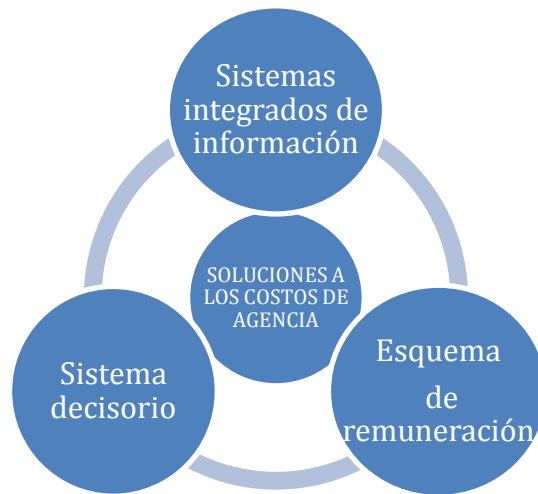 Sistemas
integrados de
información
SOLUCIONES A
LOS COSTOS DE
AGENCIA
Sistema
decisorio
Esquema
de
remuneración